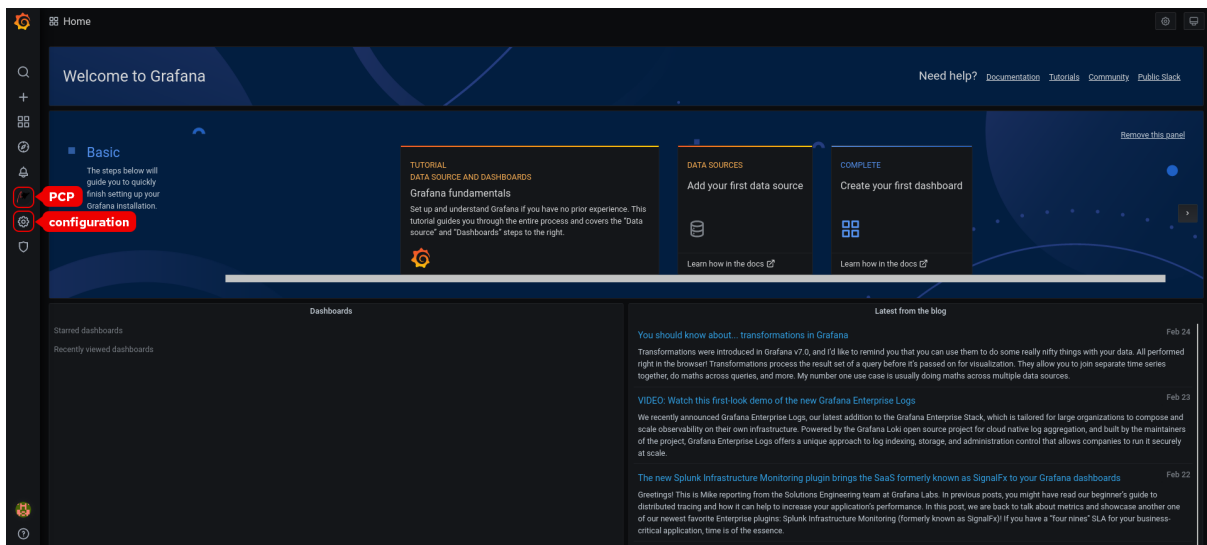 Home
Welcome to Grafana
Need help? Documentation Tutorials Community Public Slack
Remove this panel
Basic
The steps below will
guide you to quickly
finish setting up your
Grafana installation.
TUTORIAL
DATA SOURCE AND DASHBOARDS
Grafana fundamentals
Set up and understand Grafana if you have no prior experience. This
tutorial guides you through the entire process and covers the "Data
source" and "Dashboards" steps to the right.
DATA SOURCES
Add your first data source
Learn how in the docs
COMPLETE
Create your first dashboard
Learn how in the docs
PCP
configuration
Dashboards
Starred dashboards
Recently viewed dashboards
Latest from the blog
You should know about... transformations in Grafana
Feb 24
Transformations were introduced in Grafana v7.0, and I'd like to remind you that you can use them to do some really nifty things with your data. All performed
right in the browser! Transformations process the result set of a query before it's passed on for visualization. They allow you to join separate time series
together, do maths across queries, and more. My number one use case is usually doing maths across multiple data sources.
VIDEO: Watch this first-look demo of the new Grafana Enterprise Logs
Feb 23
We recently announced Grafana Enterprise Logs, our latest addition to the Grafana Enterprise Stack, which is tailored for large organizations to compose and
scale observability on their own infrastructure. Powered by the Grafana Loki open source project for cloud native log aggregation, and built by the maintainers
of the project, Grafana Enterprise Logs offers a unique approach to log indexing, storage, and administration control that allows companies to run it securely
at scale.
The new Splunk Infrastructure Monitoring plugin brings the SaaS formerly known as SignalFx to your Grafana dashboards
Feb 22
Greetings! This is Mike reporting from the Solutions Engineering team at Grafana Labs. In previous posts, you might have read our beginner's guide to
distributed tracing and how it can help to increase your application's performance. In this post, we are back to talk about metrics and showcase another one
of our newest favorite Enterprise plugins: Splunk Infrastructure Monitoring (formerly known as SignalFx)! If you have a "four nines" SLA for your business-
critical application, time is of the essence.